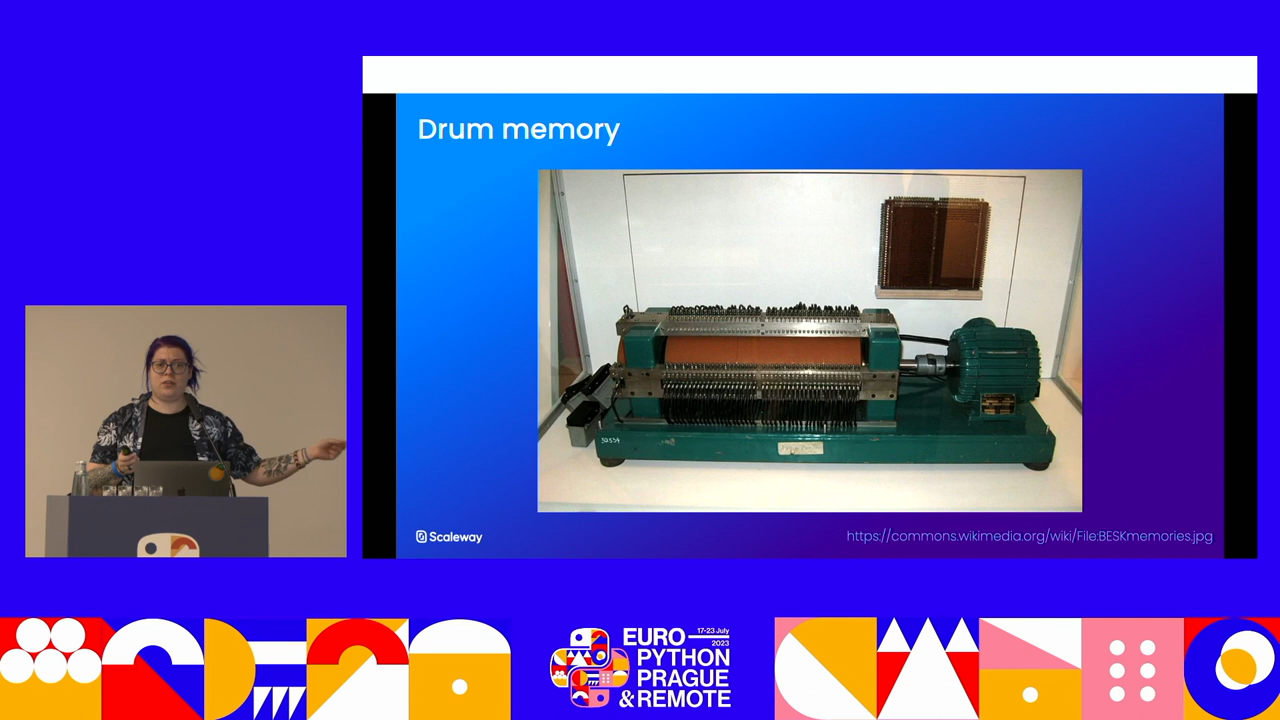 Drum memory
50334
Scaleway
https://commons.wikimedia.org/wiki/File:BESKmemories.jpg
EURO
17-23 July
2023
PYTHON
PRAGUE
& REMOTE